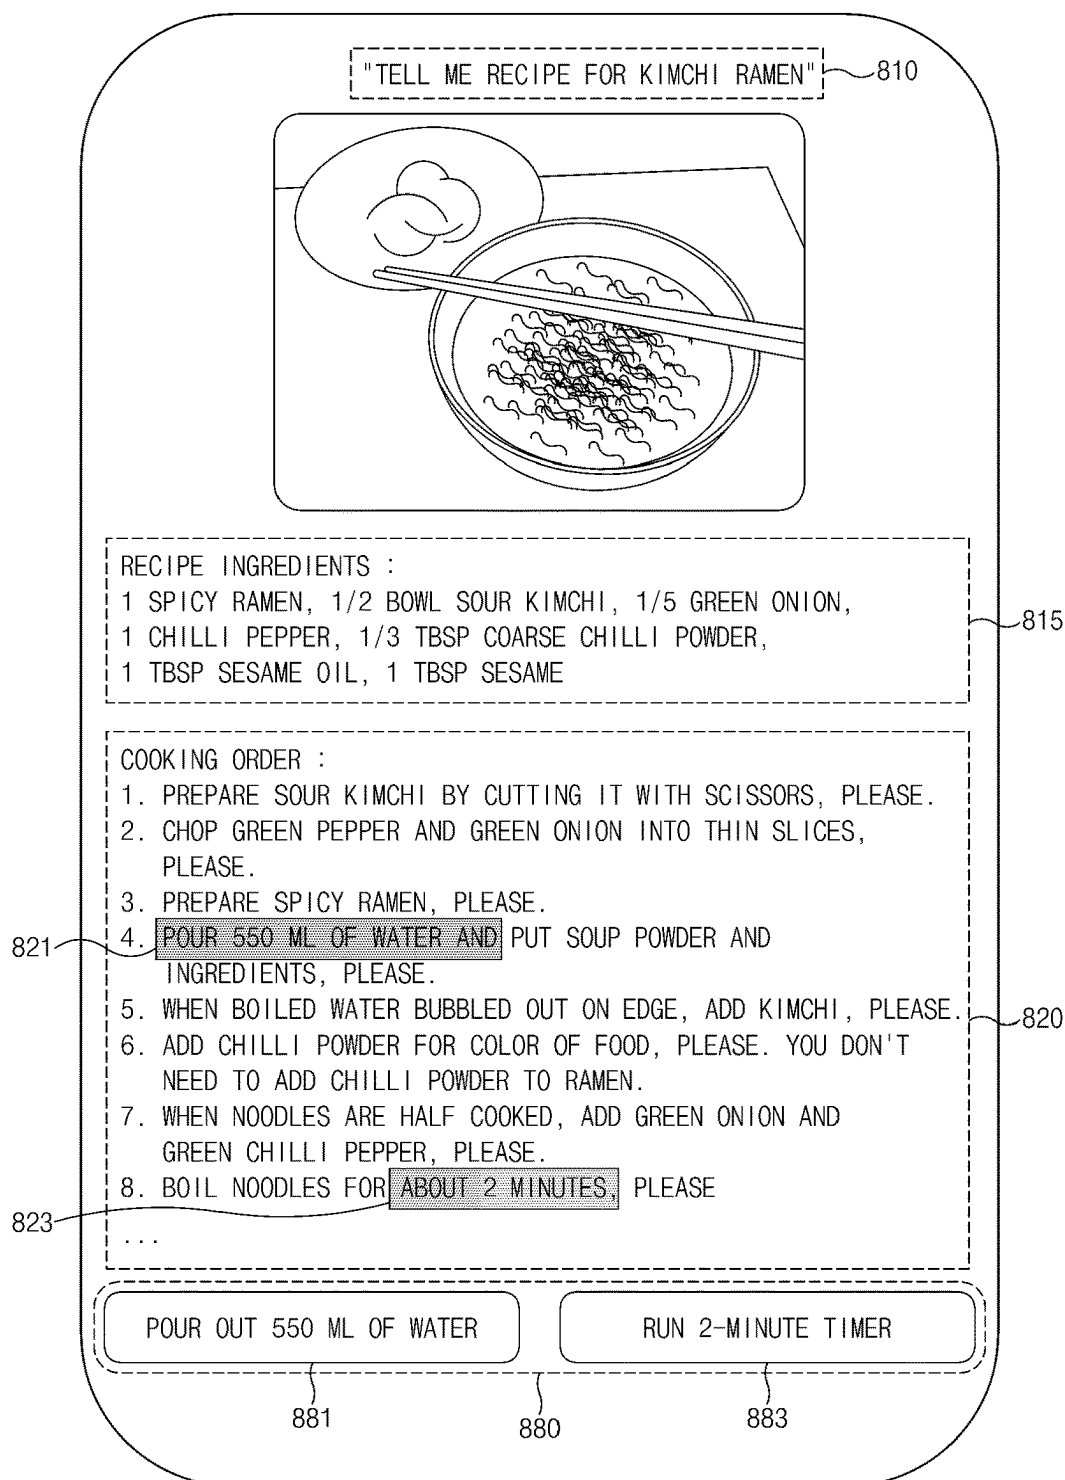 "TELL ME RECIPE FOR KIMCHI RAMEN"
810
RECIPE INGREDIENTS :
1 SPICY RAMEN, 1/2 BOWL SOUR KIMCHI, 1/5 GREEN ONION,
1 CHILLI PEPPER, 1/3 TBSP COARSE CHILLI POWDER,
1 TBSP SESAME OIL, 1 TBSP SESAME
815
COOKING ORDER :
1. PREPARE SOUR KIMCHI BY CUTTING IT WITH SCISSORS, PLEASE.
2. CHOP GREEN PEPPER AND GREEN ONION INTO THIN SLICES,
PLEASE.
3. PREPARE SPICY RAMEN, PLEASE.
4. POUR 550 ML OF WATER AND PUT SOUP POWDER AND
821
INGREDIENTS, PLEASE.
5. WHEN BOILED WATER BUBBLED OUT ON EDGE, ADD KIMCHI, PLEASE.
820
6. ADD CHILLI POWDER FOR COLOR OF FOOD, PLEASE. YOU DON'T
NEED TO ADD CHILLI POWDER TO RAMEN.
7. WHEN NOODLES ARE HALF COOKED, ADD GREEN ONION AND
GREEN CHILLI PEPPER, PLEASE.
8. BOIL NOODLES FOR ABOUT 2 MINUTES, PLEASE
823
...
POUR OUT 550 ML OF WATER
RUN 2-MINUTE TIMER
881
880
883